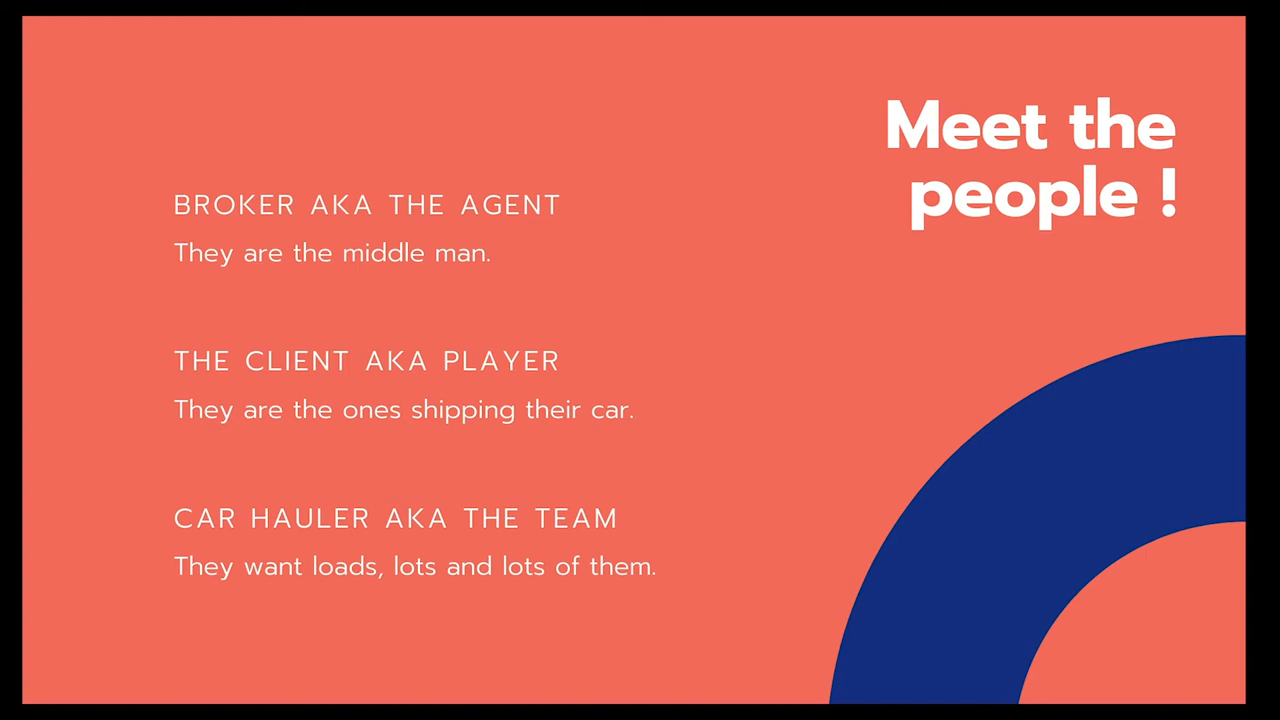 Meet the
people !
BROKER AKA THE AGENT
They are the middle man.
THE CLIENT AKA PLAYER
They are the ones shipping their car.
CAR HAULER AKA THE TEAM
They want loads, lots and lots of them.